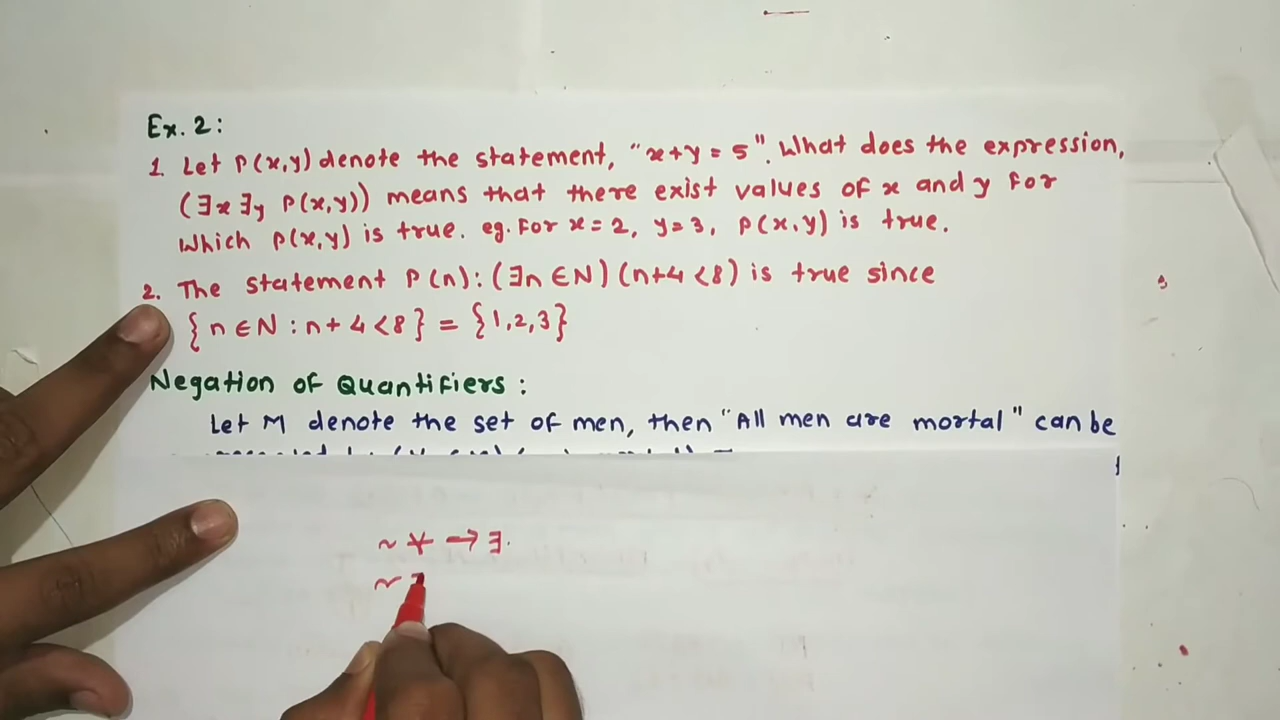 Ex. 2:
1. Let P(x,y) denote the statement, "x+y = 5". What does the expression,
(∃x ∃y P(x,y)) means that there exist values of x and y for
which P(x,y) is true. eg. For x = 2, y = 3, P(x,y) is true.
2. The statement P(n) : (∃n ∈ N) (n+4 < 8) is true since
{n ∈ N : n+4 < 8} = {1,2,3}
Negation of Quantifiers :
Let M denote the set of men, then "All men are mortal" can be
~ ∀ → ∃.
~